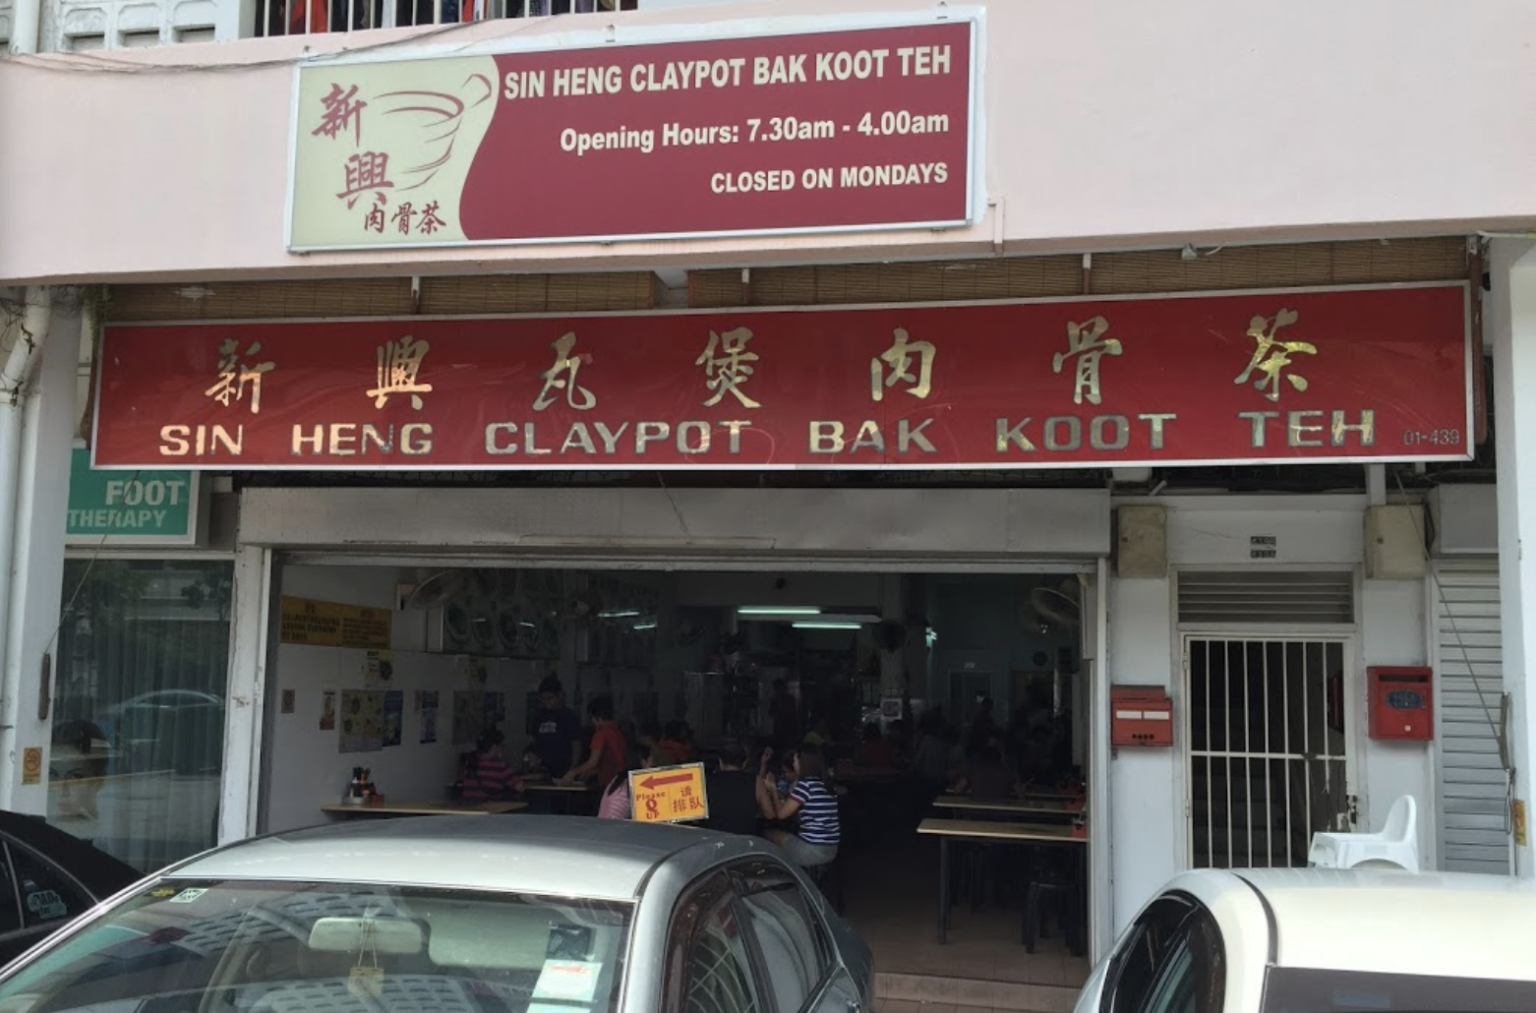 新
興
肉骨茶
SIN HENG CLAYPOT BAK KOOT TEH
Opening Hours: 7.30am - 4.00am
CLOSED ON MONDAYS
新興瓦煲肉骨茶
SIN HENG CLAYPOT BAK KOOT TEH
01-439
FOOT
THERAPY
Please
Q
UP
请
排队